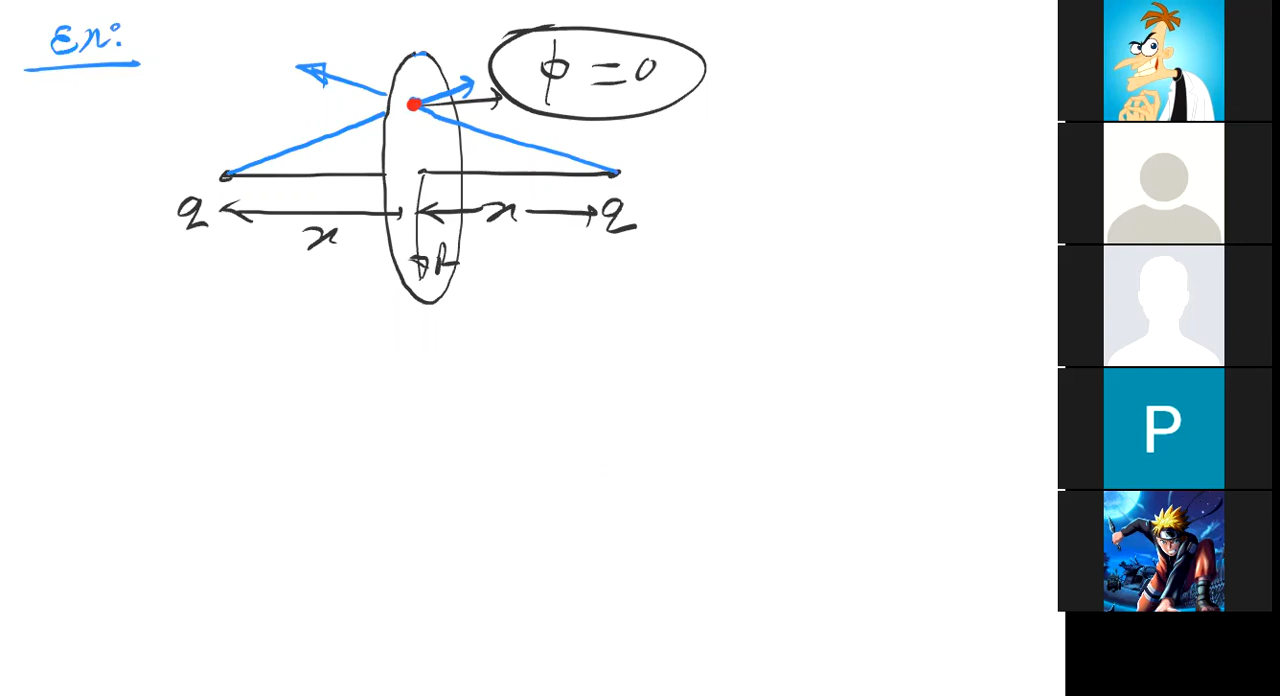 Ex:
ϕ = 0
q x x q
R
P